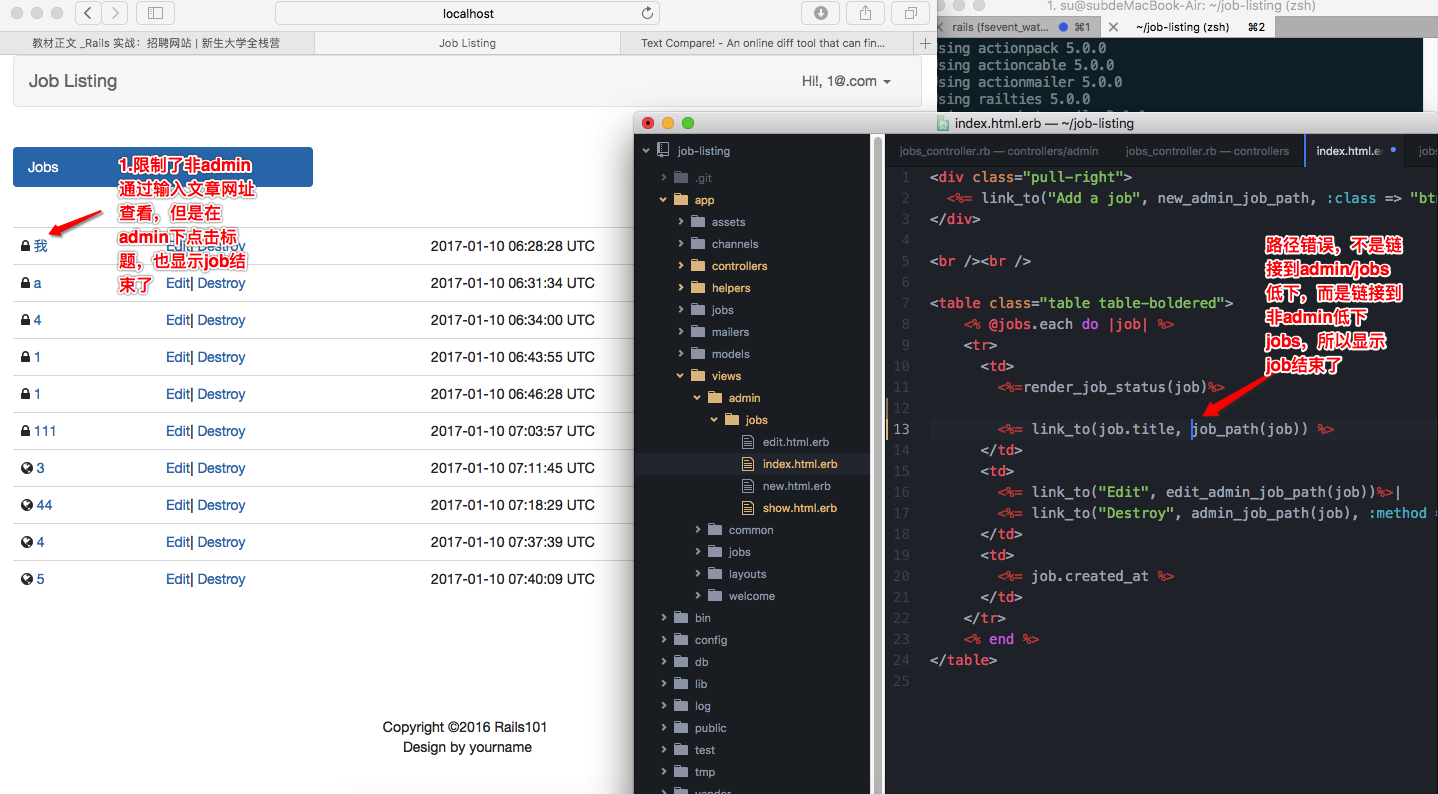 localhost
1. su@subdeMacBook-Air: ~/job-listing (zsh)
教材正文 _Rails 实战：招聘网站 | 新生大学全栈营
Job Listing
Text Compare! - An online diff tool that can fin...
rails (fsevent_wat... ⌘1
~/job-listing (zsh) ⌘2
Job Listing
Hi!, 1@.com
sing actionpack 5.0.0
sing actioncable 5.0.0
sing actionmailer 5.0.0
sing railties 5.0.0
index.html.erb — ~/job-listing
Jobs
1.限制了非admin
通过输入文章网址
查看，但是在
admin下点击标
题，也显示job结
束了
我 Edit| Destroy 2017-01-10 06:28:28 UTC
a Edit| Destroy 2017-01-10 06:31:34 UTC
4 Edit| Destroy 2017-01-10 06:34:00 UTC
1 Edit| Destroy 2017-01-10 06:43:55 UTC
1 Edit| Destroy 2017-01-10 06:46:28 UTC
111 Edit| Destroy 2017-01-10 07:03:57 UTC
3 Edit| Destroy 2017-01-10 07:11:45 UTC
44 Edit| Destroy 2017-01-10 07:18:29 UTC
4 Edit| Destroy 2017-01-10 07:37:39 UTC
5 Edit| Destroy 2017-01-10 07:40:09 UTC
Copyright ©2016 Rails101
Design by yourname
job-listing
.git
app
assets
channels
controllers
helpers
jobs
mailers
models
views
admin
jobs
edit.html.erb
index.html.erb
new.html.erb
show.html.erb
common
jobs
layouts
welcome
bin
config
db
lib
log
public
test
tmp
vendor
jobs_controller.rb — controllers/admin
jobs_controller.rb — controllers
index.html.e
jobs
1 <div class="pull-right">
2 <%= link_to("Add a job", new_admin_job_path, :class => "bt
3 </div>
4
5 <br /><br />
6
7 <table class="table table-boldered">
8 <% @jobs.each do |job| %>
9 <tr>
10 <td>
11 <%=render_job_status(job)%>
12
13 <%= link_to(job.title, job_path(job)) %>
14 </td>
15 <td>
16 <%= link_to("Edit", edit_admin_job_path(job))%>|
17 <%= link_to("Destroy", admin_job_path(job), :method =
18 </td>
19 <td>
20 <%= job.created_at %>
21 </td>
22 </tr>
23 <% end %>
24 </table>
25
路径错误，不是链
接到admin/jobs
低下，而是链接到
非admin低下
jobs，所以显示
job结束了